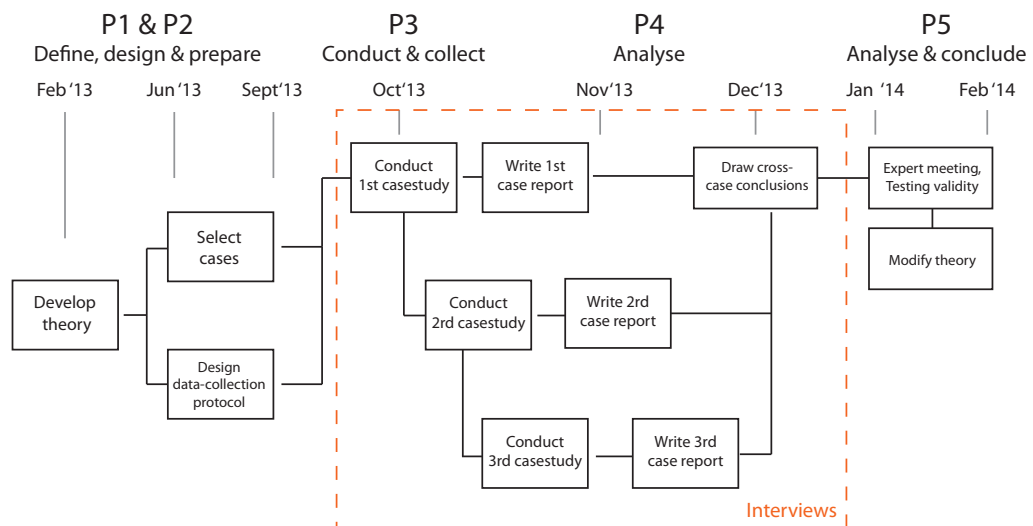 P1 & P2
Define, design & prepare
P3
Conduct & collect
P4
Analyse
P5
Analyse & conclude
Feb ‘13
Jun ‘13
Sept‘13
Oct‘13
Nov‘13
Dec‘13
Jan ‘14
Feb ‘14
Develop
theory
Select
cases
Design
data-collection
protocol
Conduct
1st casestudy
Write 1st
case report
Draw cross-
case conclusions
Expert meeting,
Testing validity
Modify theory
Conduct
2rd casestudy
Write 2rd
case report
Conduct
3rd casestudy
Write 3rd
case report
Interviews